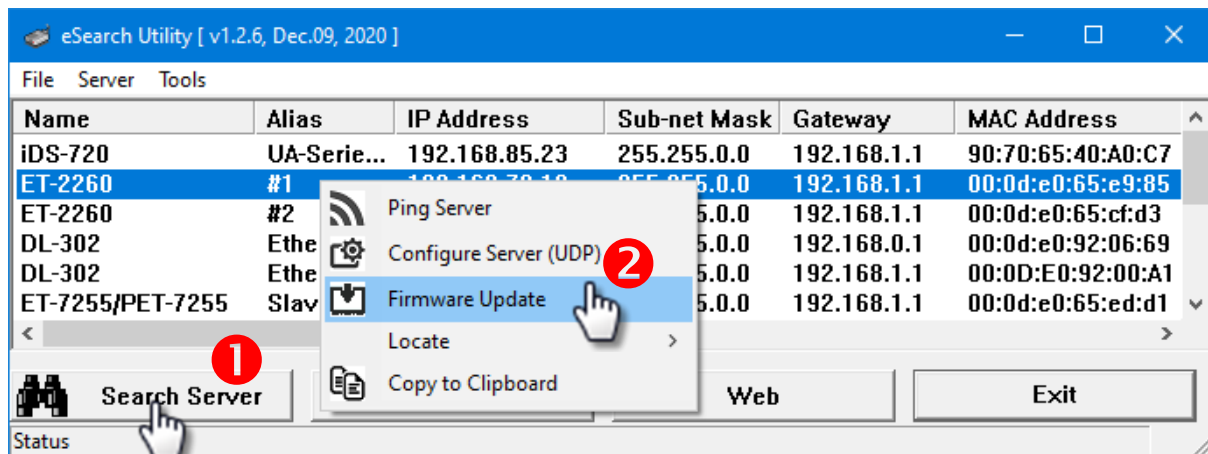 eSearch Utility [ v1.2.6, Dec.09, 2020 ]
File Server Tools
Name Alias IP Address Sub-net Mask Gateway MAC Address
iDS-720 UA-Serie... 192.168.85.23 255.255.0.0 192.168.1.1 90:70:65:40:A0:C7
ET-2260 #1 192.168.1.1 00:0d:e0:65:e9:85
ET-2260 #2 5.0.0 192.168.1.1 00:0d:e0:65:cf:d3
DL-302 Ethe 5.0.0 192.168.0.1 00:0d:e0:92:06:69
DL-302 Ethe 5.0.0 192.168.1.1 00:0D:E0:92:00:A1
ET-7255/PET-7255 Slav 5.0.0 192.168.1.1 00:0d:e0:65:ed:d1
Ping Server
Configure Server (UDP)
2
Firmware Update
Locate
Copy to Clipboard
1
Search Server Web Exit
Status